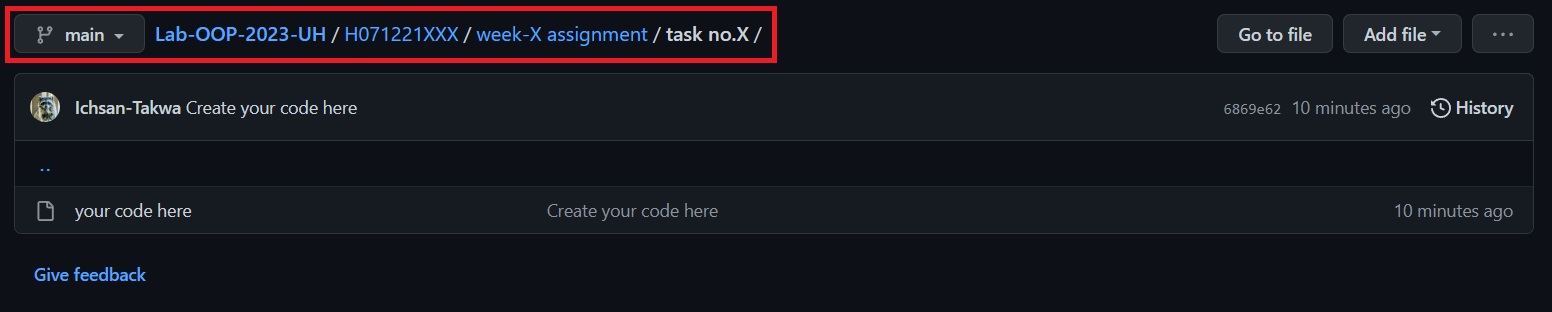 main Lab-OOP-2023-UH / H071221XXX / week-X assignment / task no.X / Go to file Add file ...
Ichsan-Takwa Create your code here 6869e62 10 minutes ago History
..
your code here Create your code here 10 minutes ago
Give feedback